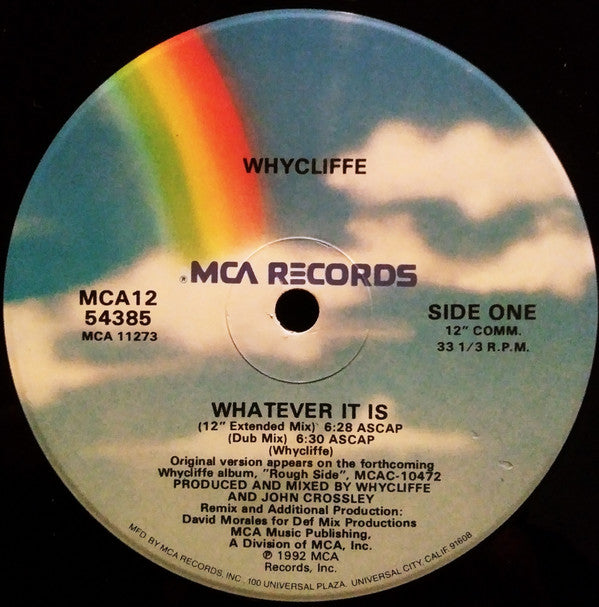 WHYCLIFFE
® MCA RECORDS
MCA12
54385
MCA 11273
SIDE ONE
12" COMM.
33 1/3 R.P.M.
WHATEVER IT IS
(12" Extended Mix) 6:28 ASCAP
(Dub Mix) 6:30 ASCAP
(Whycliffe)
Original version appears on the forthcoming
Whycliffe album, "Rough Side", MCAC-10472
PRODUCED AND MIXED BY WHYCLIFFE
AND JOHN CROSSLEY
Remix and Additional Production:
David Morales for Def Mix Productions
MCA Music Publishing,
A Division of MCA, Inc.
℗ 1992 MCA
Records, Inc.
MFD BY MCA RECORDS, INC. 100 UNIVERSAL PLAZA, UNIVERSAL CITY, CALIF. 91608